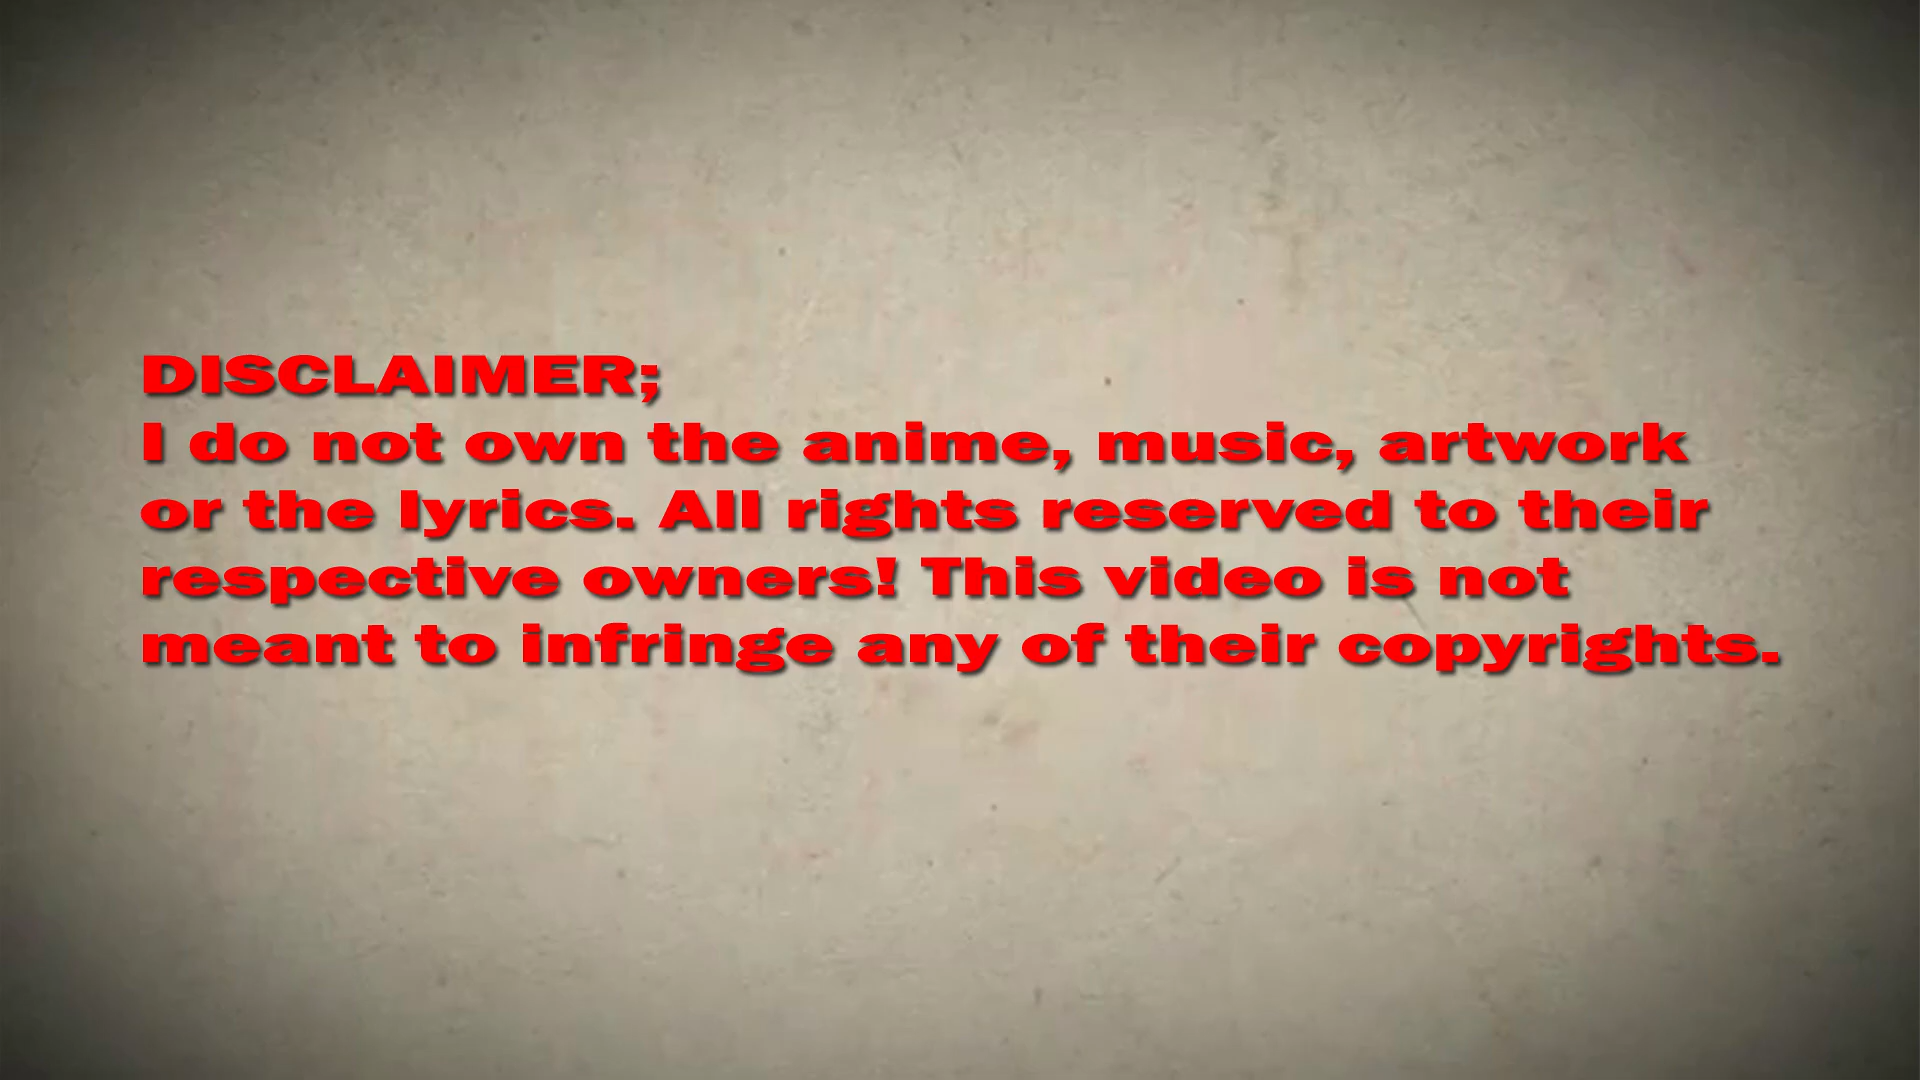 DISCLAIMER;
I do not own the anime, music, artwork
or the lyrics. All rights reserved to their
respective owners! This video is not
meant to infringe any of their copyrights.